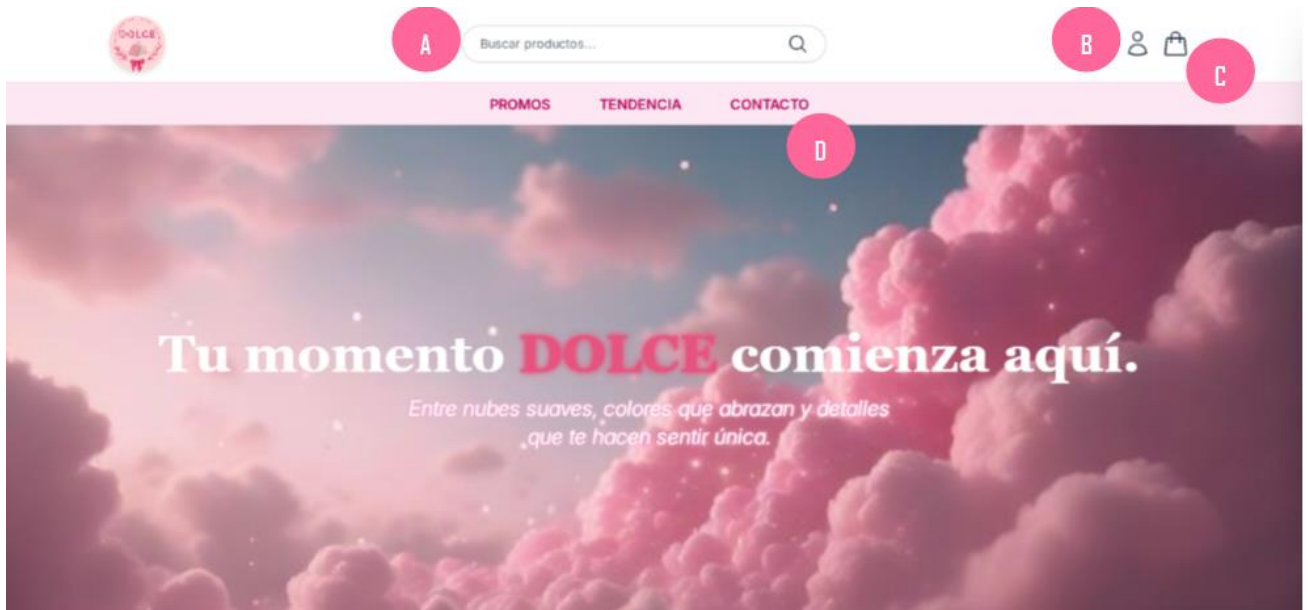 DOLCE
A
Buscar productos...
B
C
PROMOS TENDENCIA CONTACTO
D
Tu momento DOLCE comienza aquí.
Entre nubes suaves, colores que abrazan y detalles
que te hacen sentir única.